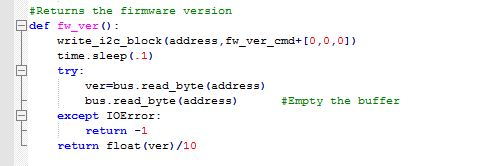 #Returns the firmware version
def fw_ver():
    write_i2c_block(address,fw_ver_cmd+[0,0,0])
    time.sleep(.1)
    try:
        ver=bus.read_byte(address)
        bus.read_byte(address)      #Empty the buffer
    except IOError:
        return -1
    return float(ver)/10